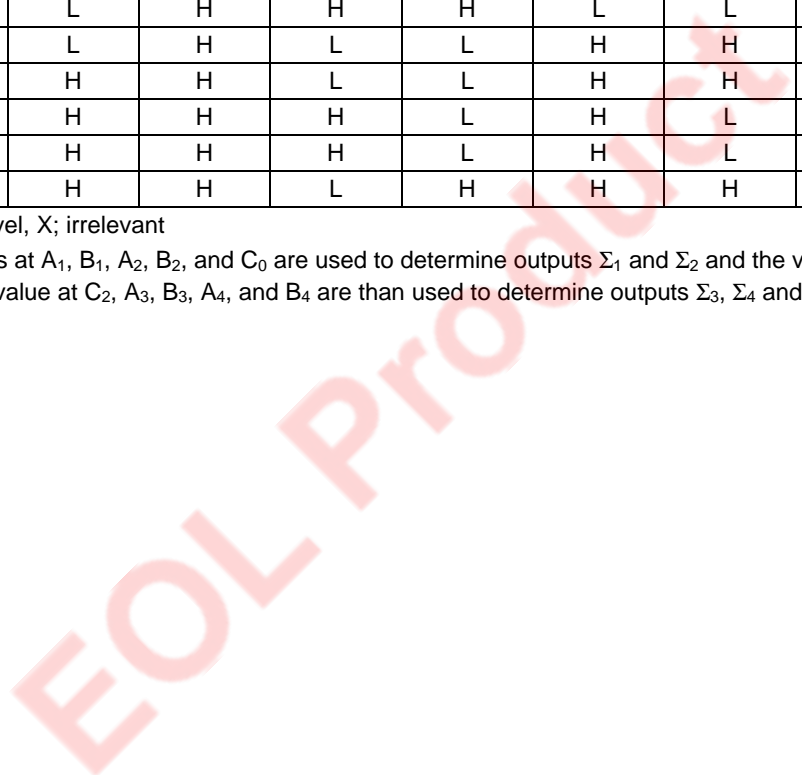 L H H H L L
L H L L H H
H H L L H H
H H H L H L
H H H L H L
H H L H H H
vel, X; irrelevant
s at A₁, B₁, A₂, B₂, and C₀ are used to determine outputs Σ₁ and Σ₂ and the v
value at C₂, A₃, B₃, A₄, and B₄ are than used to determine outputs Σ₃, Σ₄ and
EOL Product